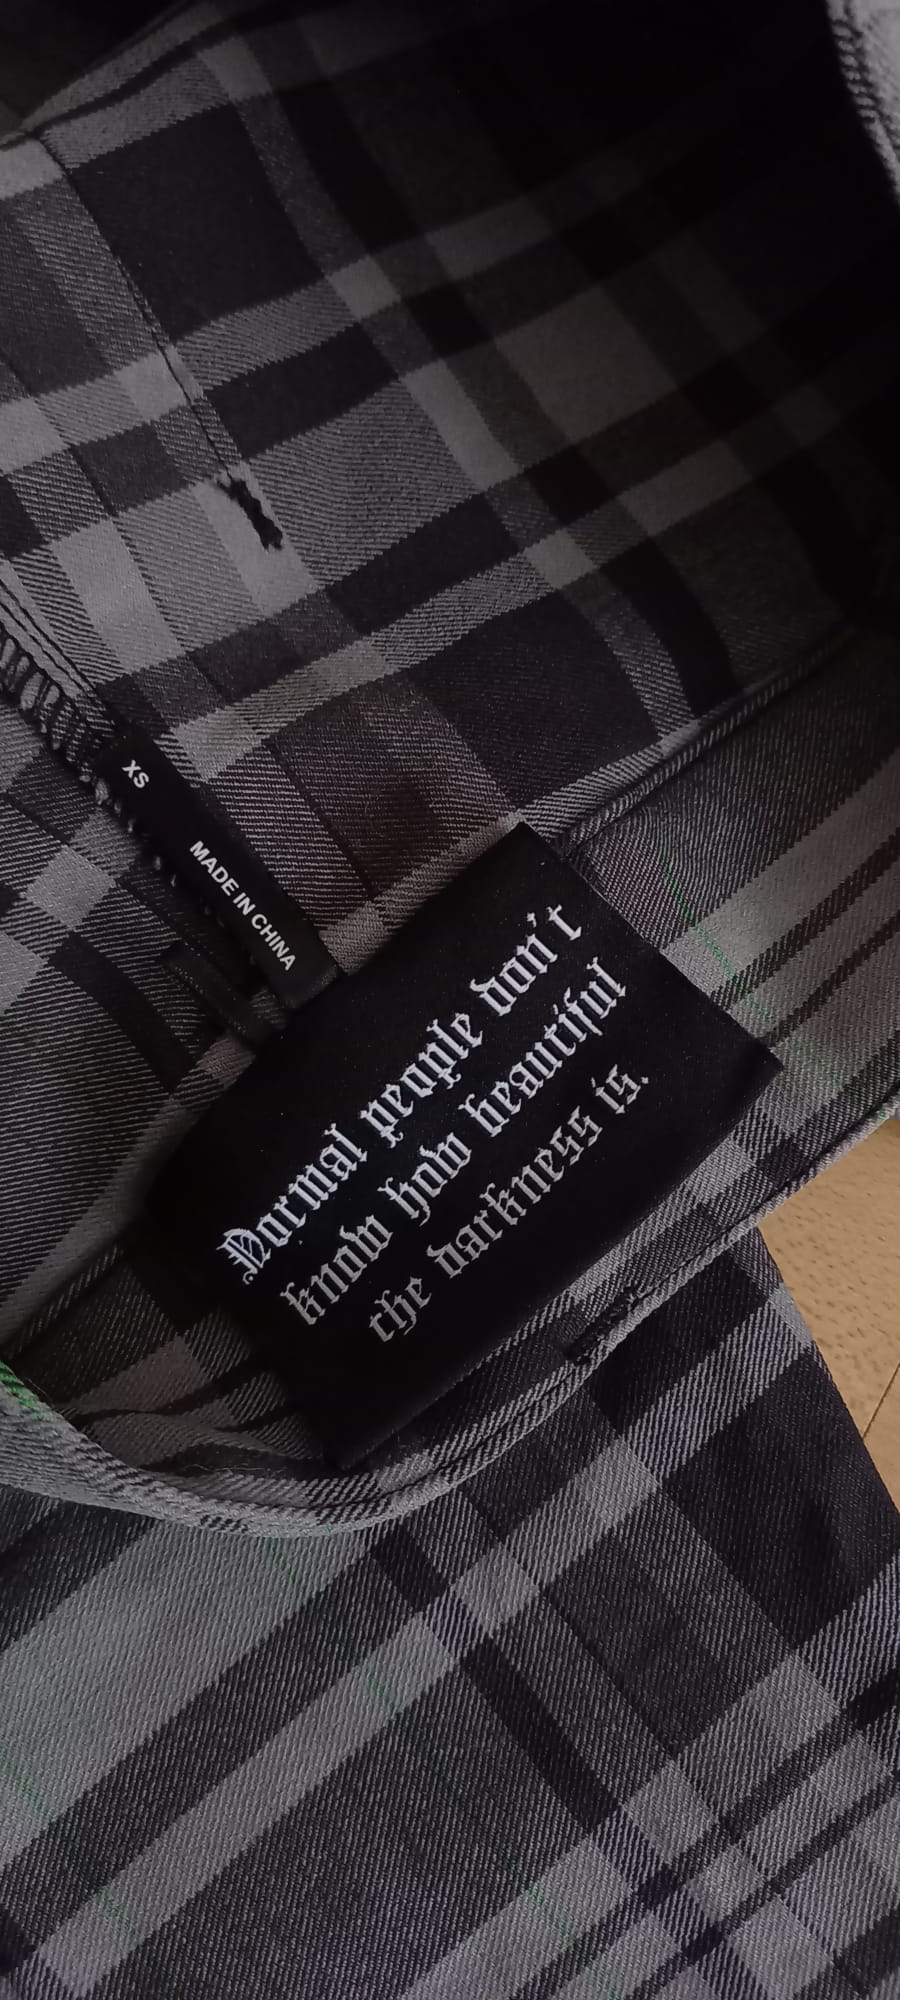 XS
MADE IN CHINA
Normal people don't
know how beautiful
the darkness is.